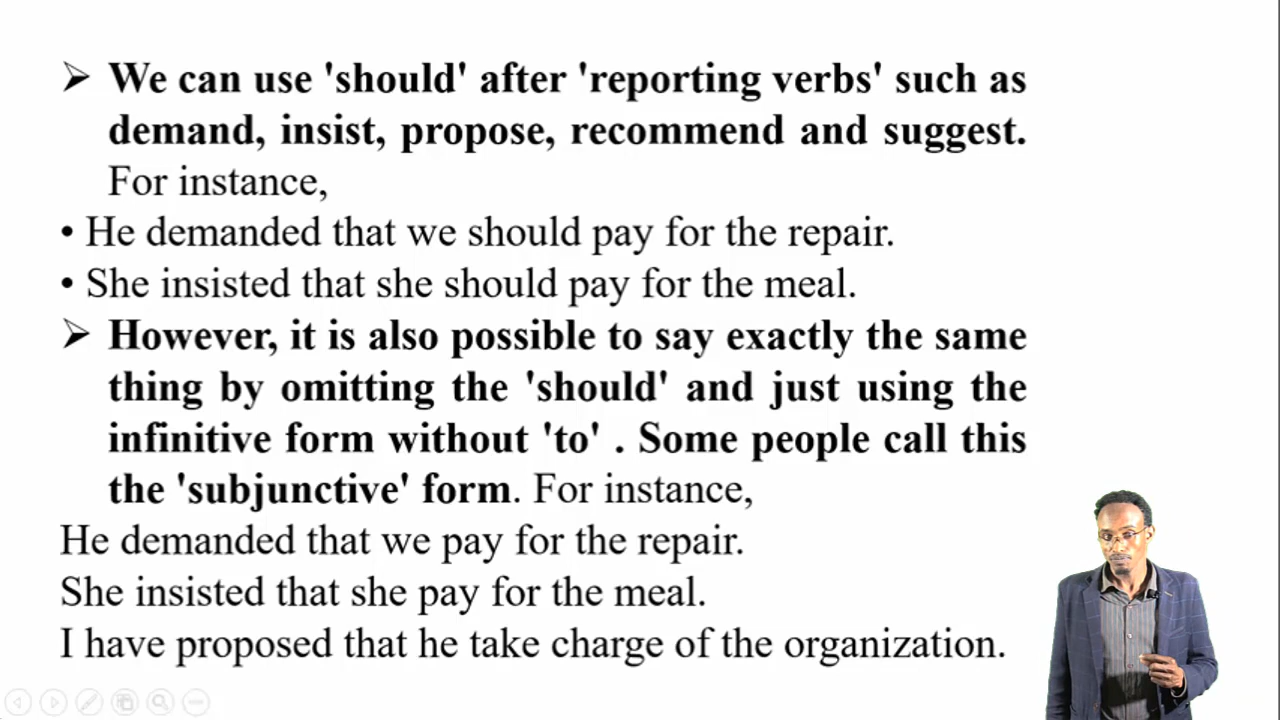 ➢ We can use 'should' after 'reporting verbs' such as
demand, insist, propose, recommend and suggest.
For instance,
• He demanded that we should pay for the repair.
• She insisted that she should pay for the meal.
➢ However, it is also possible to say exactly the same
thing by omitting the 'should' and just using the
infinitive form without 'to' . Some people call this
the 'subjunctive' form. For instance,
He demanded that we pay for the repair.
She insisted that she pay for the meal.
I have proposed that he take charge of the organization.